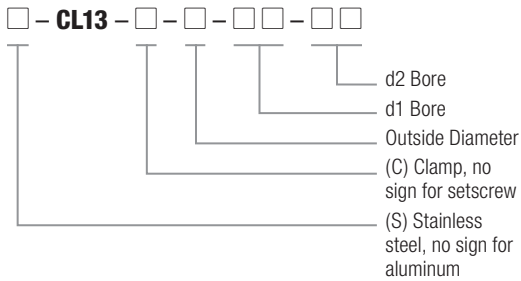 □ – CL13 – □ – □ – □□ – □□
d2 Bore
d1 Bore
Outside Diameter
(C) Clamp, no
sign for setscrew
(S) Stainless
steel, no sign for
aluminum